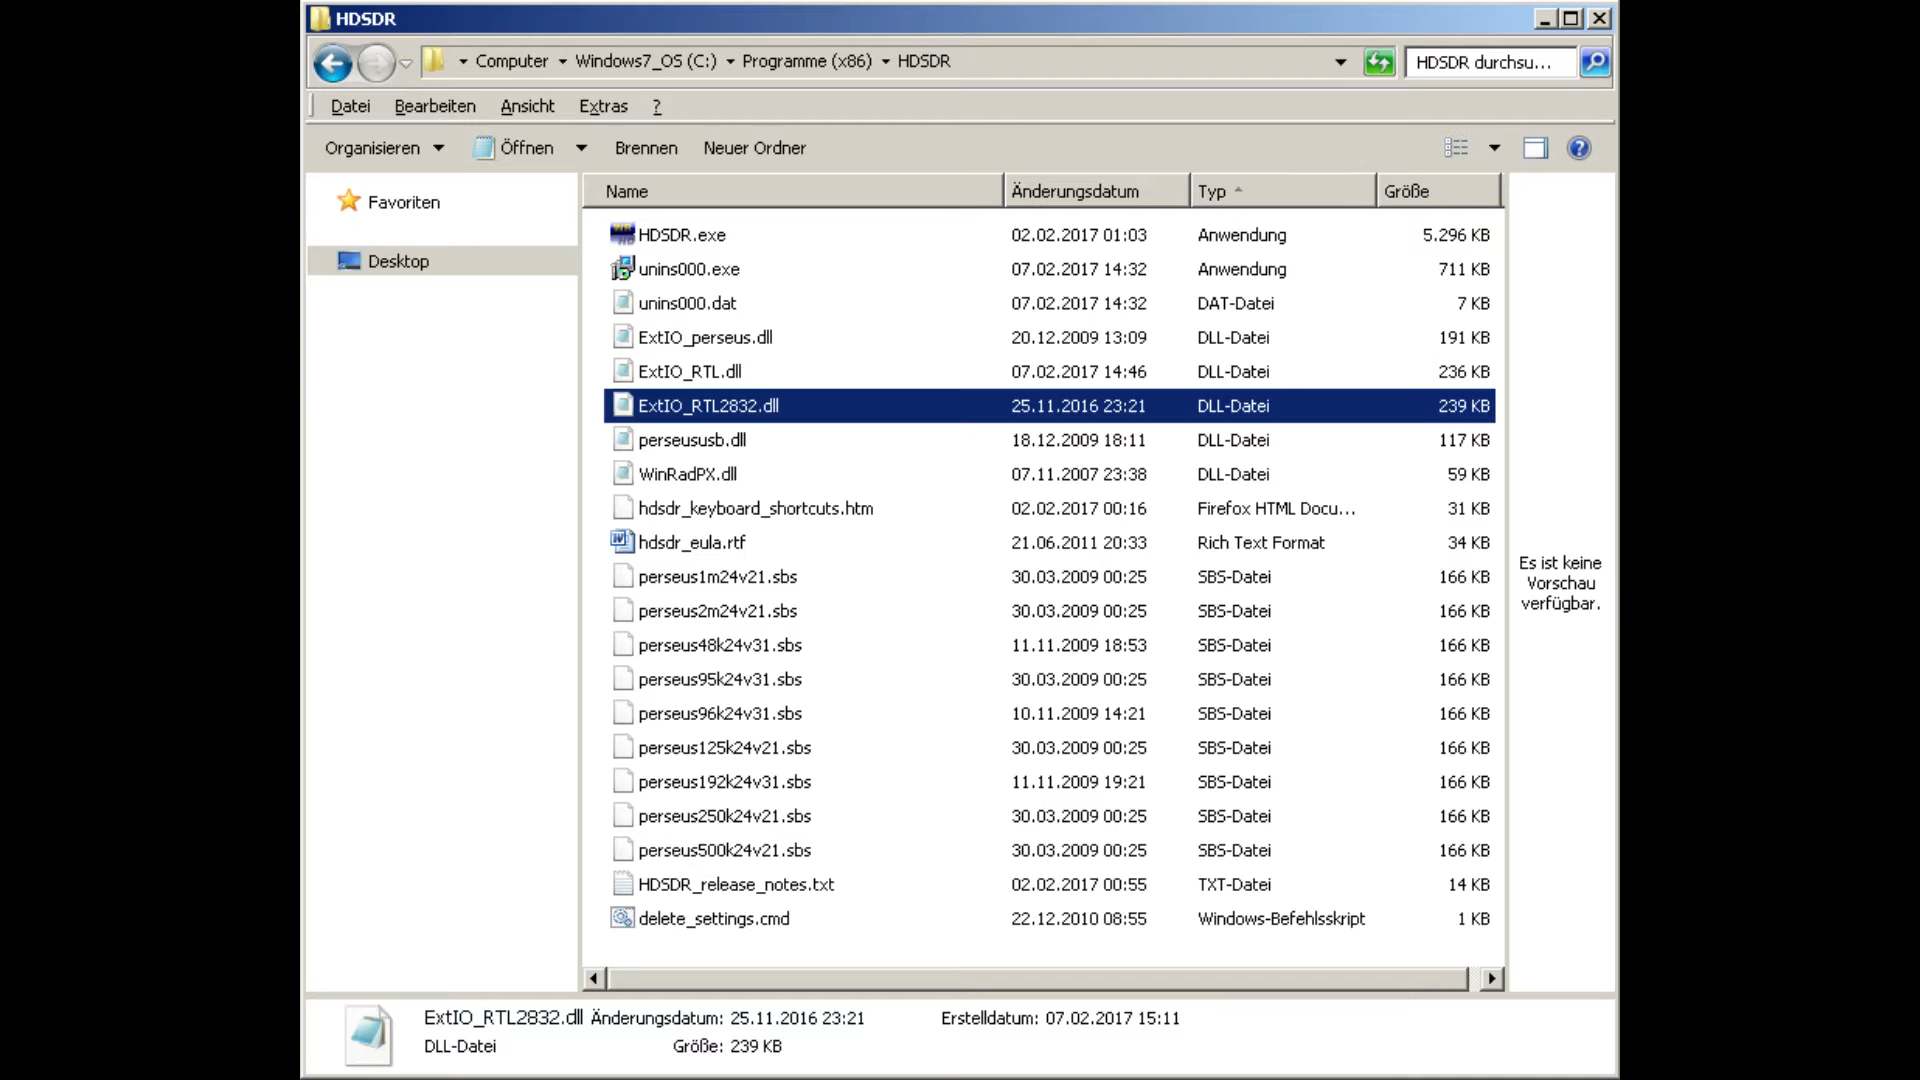 HDSDR
Computer Windows7_OS (C:) Programme (x86) HDSDR HDSDR durchsu...
Datei Bearbeiten Ansicht Extras ?
Organisieren Öffnen Brennen Neuer Ordner
Favoriten
Desktop
Name Änderungsdatum Typ Größe
HDSDR.exe 02.02.2017 01:03 Anwendung 5.296 KB
unins000.exe 07.02.2017 14:32 Anwendung 711 KB
unins000.dat 07.02.2017 14:32 DAT-Datei 7 KB
ExtIO_perseus.dll 20.12.2009 13:09 DLL-Datei 191 KB
ExtIO_RTL.dll 07.02.2017 14:46 DLL-Datei 236 KB
ExtIO_RTL2832.dll 25.11.2016 23:21 DLL-Datei 239 KB
perseususb.dll 18.12.2009 18:11 DLL-Datei 117 KB
WinRadPX.dll 07.11.2007 23:38 DLL-Datei 59 KB
hdsdr_keyboard_shortcuts.htm 02.02.2017 00:16 Firefox HTML Docu... 31 KB
hdsdr_eula.rtf 21.06.2011 20:33 Rich Text Format 34 KB
perseus1m24v21.sbs 30.03.2009 00:25 SBS-Datei 166 KB
perseus2m24v21.sbs 30.03.2009 00:25 SBS-Datei 166 KB
perseus48k24v31.sbs 11.11.2009 18:53 SBS-Datei 166 KB
perseus95k24v31.sbs 30.03.2009 00:25 SBS-Datei 166 KB
perseus96k24v31.sbs 10.11.2009 14:21 SBS-Datei 166 KB
perseus125k24v21.sbs 30.03.2009 00:25 SBS-Datei 166 KB
perseus192k24v31.sbs 11.11.2009 19:21 SBS-Datei 166 KB
perseus250k24v21.sbs 30.03.2009 00:25 SBS-Datei 166 KB
perseus500k24v21.sbs 30.03.2009 00:25 SBS-Datei 166 KB
HDSDR_release_notes.txt 02.02.2017 00:55 TXT-Datei 14 KB
delete_settings.cmd 22.12.2010 08:55 Windows-Befehlsskript 1 KB
Es ist keine
Vorschau
verfügbar.
ExtIO_RTL2832.dll Änderungsdatum: 25.11.2016 23:21 Erstelldatum: 07.02.2017 15:11
DLL-Datei Größe: 239 KB